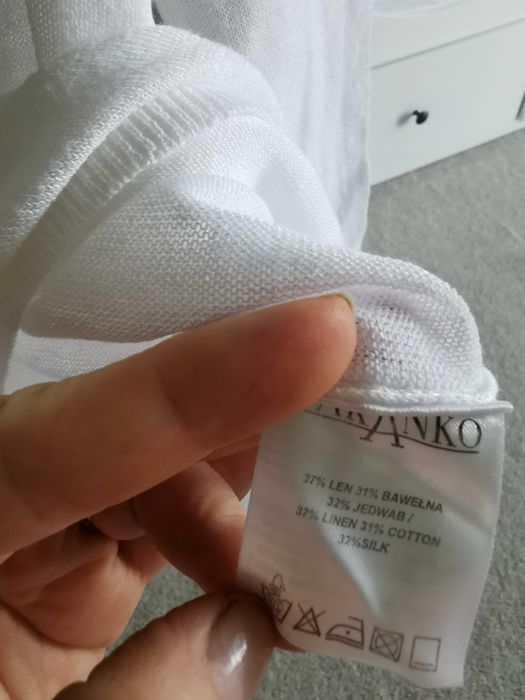 37% LEN 31% BAWEŁNA
32% JEDWAB /
37% LINEN 31% COTTON
32%SILK